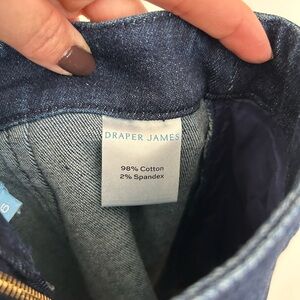 DRAPER JAMES
98% Cotton
2% Spandex